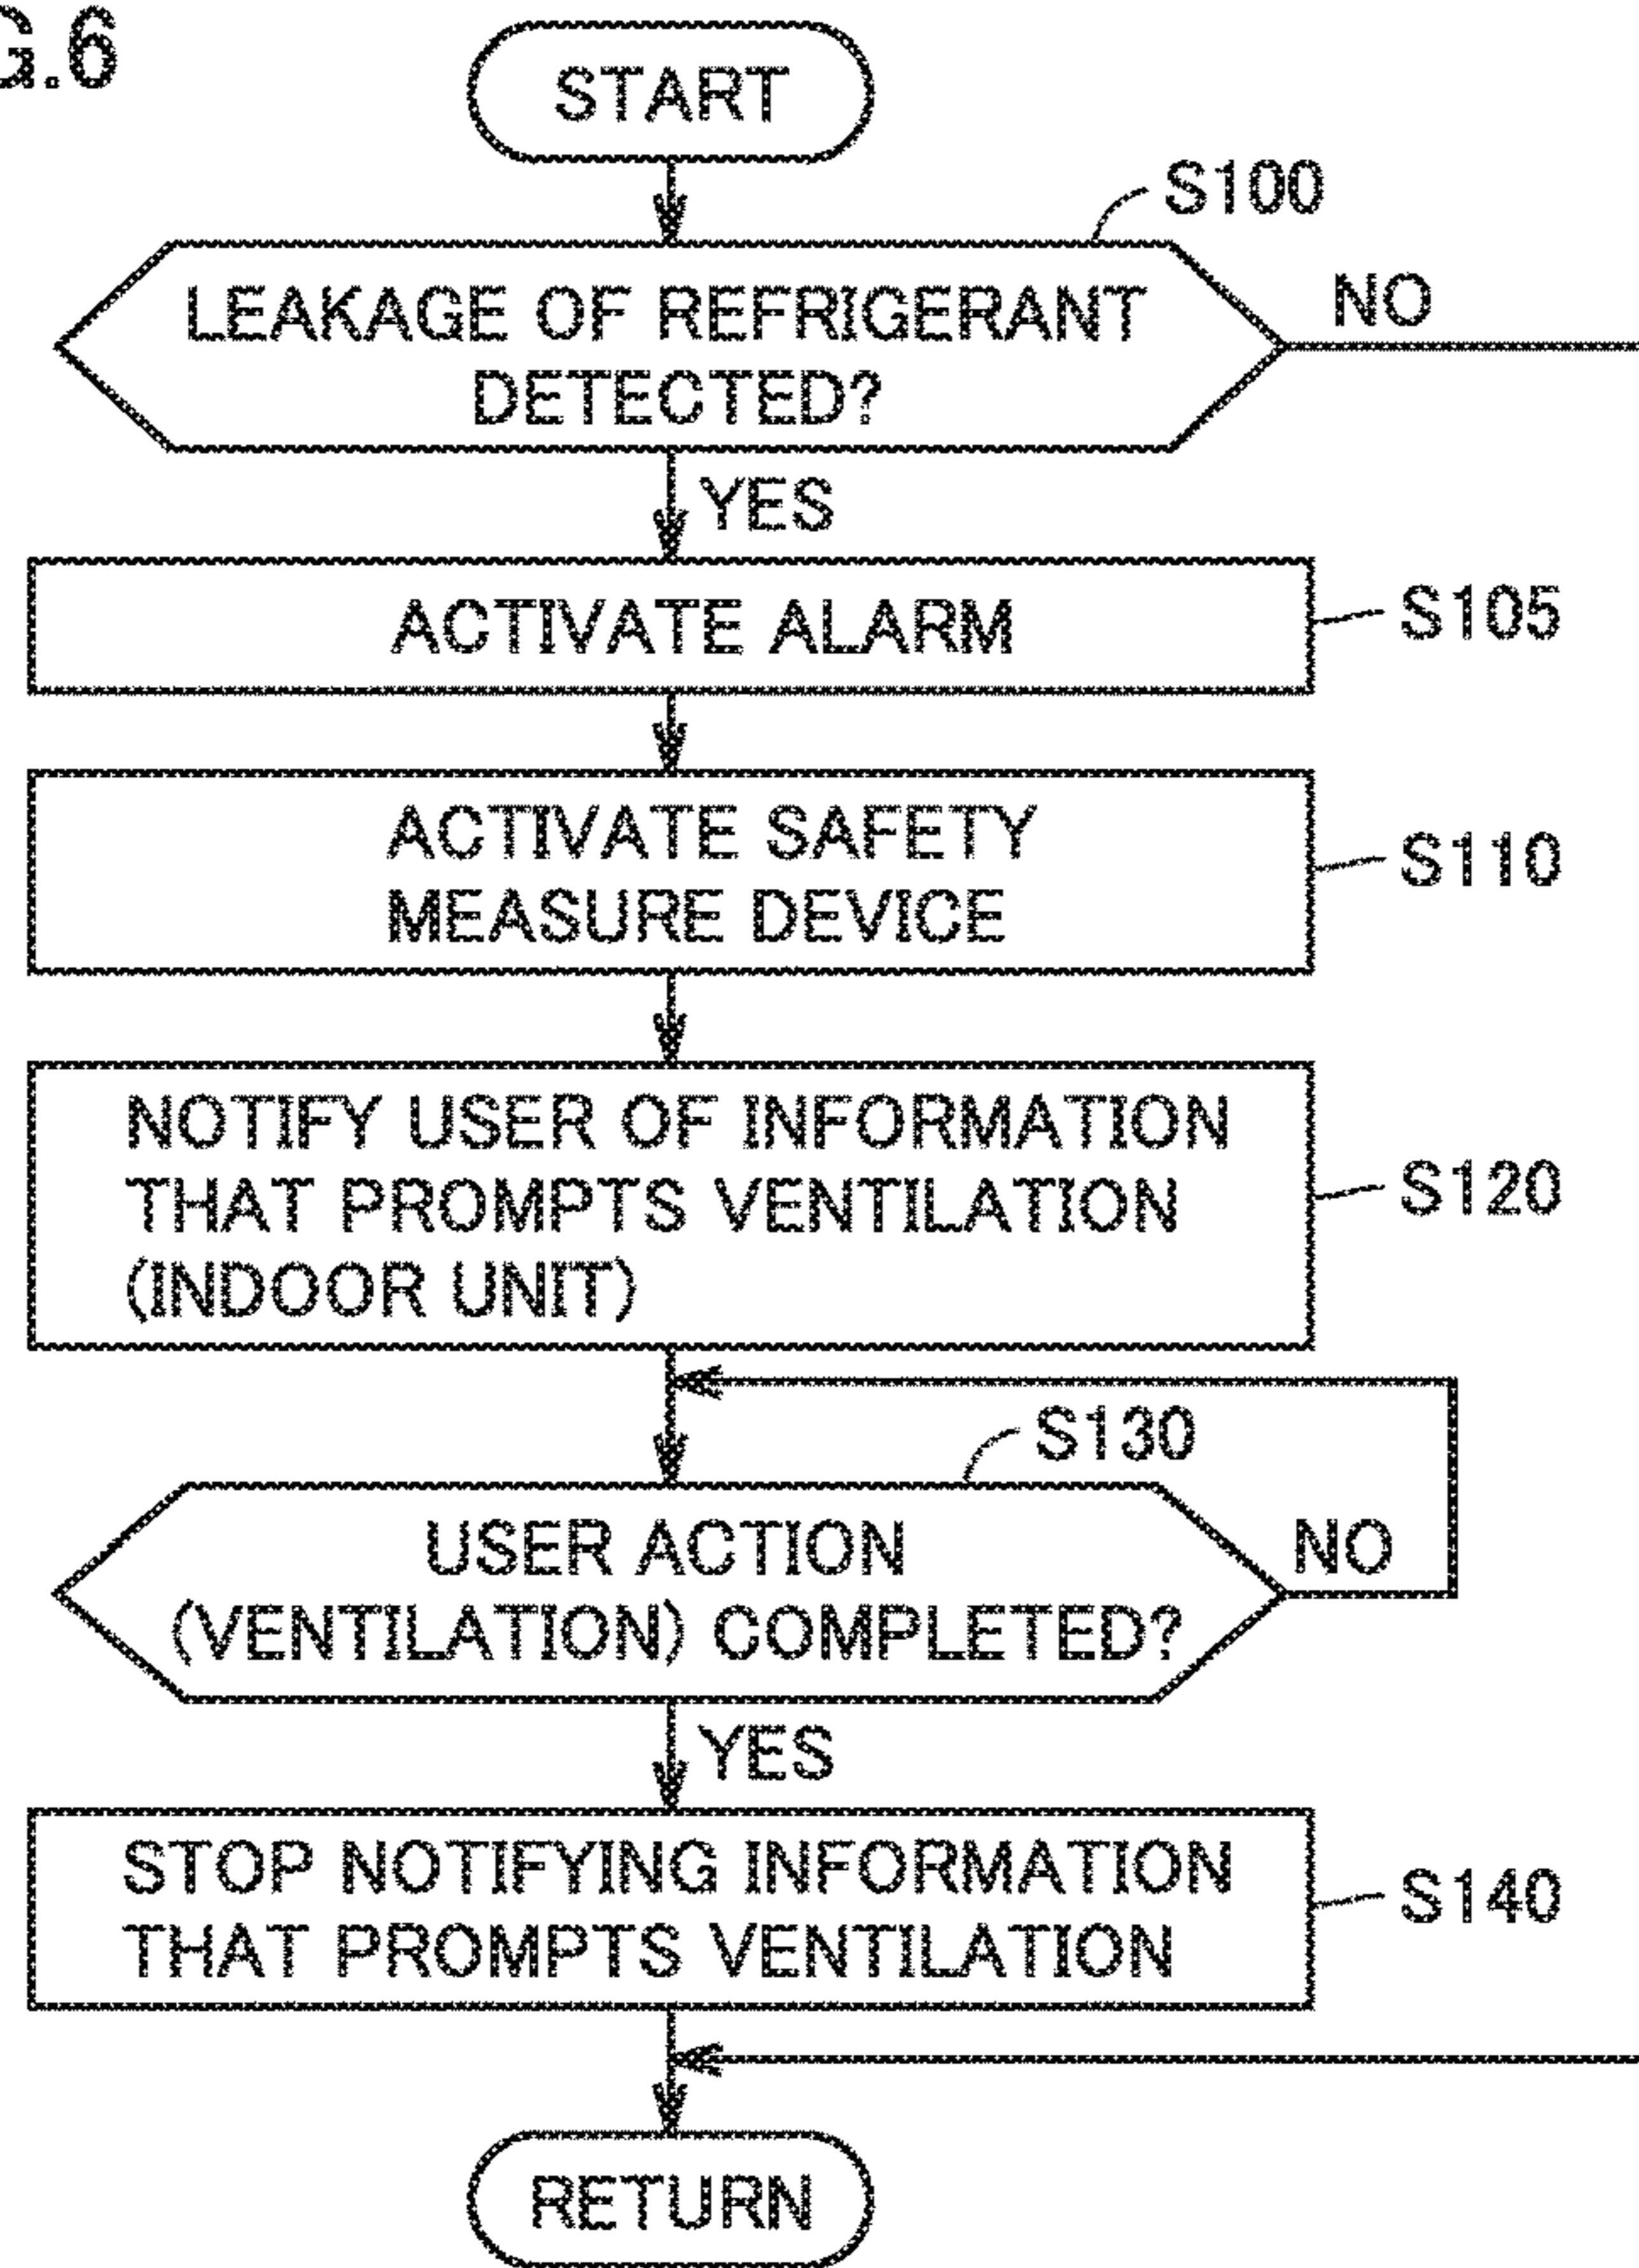 G.6
START
S100
LEAKAGE OF REFRIGERANT
DETECTED?
NO
YES
ACTIVATE ALARM
S105
ACTIVATE SAFETY
MEASURE DEVICE
S110
NOTIFY USER OF INFORMATION
THAT PROMPTS VENTILATION
(INDOOR UNIT)
S120
S130
USER ACTION
(VENTILATION) COMPLETED?
NO
YES
STOP NOTIFYING INFORMATION
THAT PROMPTS VENTILATION
S140
RETURN